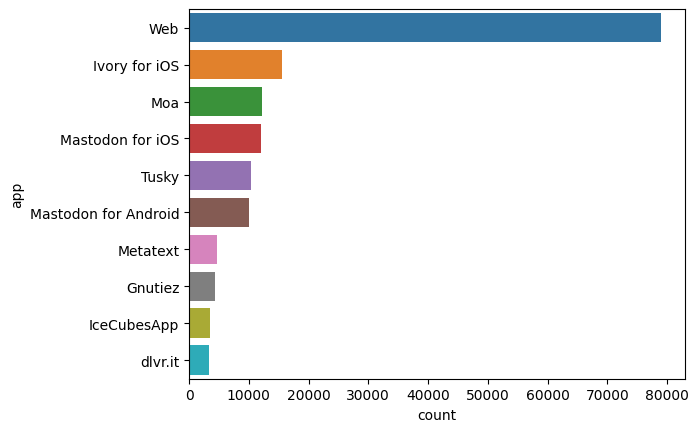 Web
Ivory for iOS
Moa
Mastodon for iOS
Tusky
Mastodon for Android
Metatext
Gnutiez
IceCubesApp
dlvr.it
app
0 10000 20000 30000 40000 50000 60000 70000 80000
count